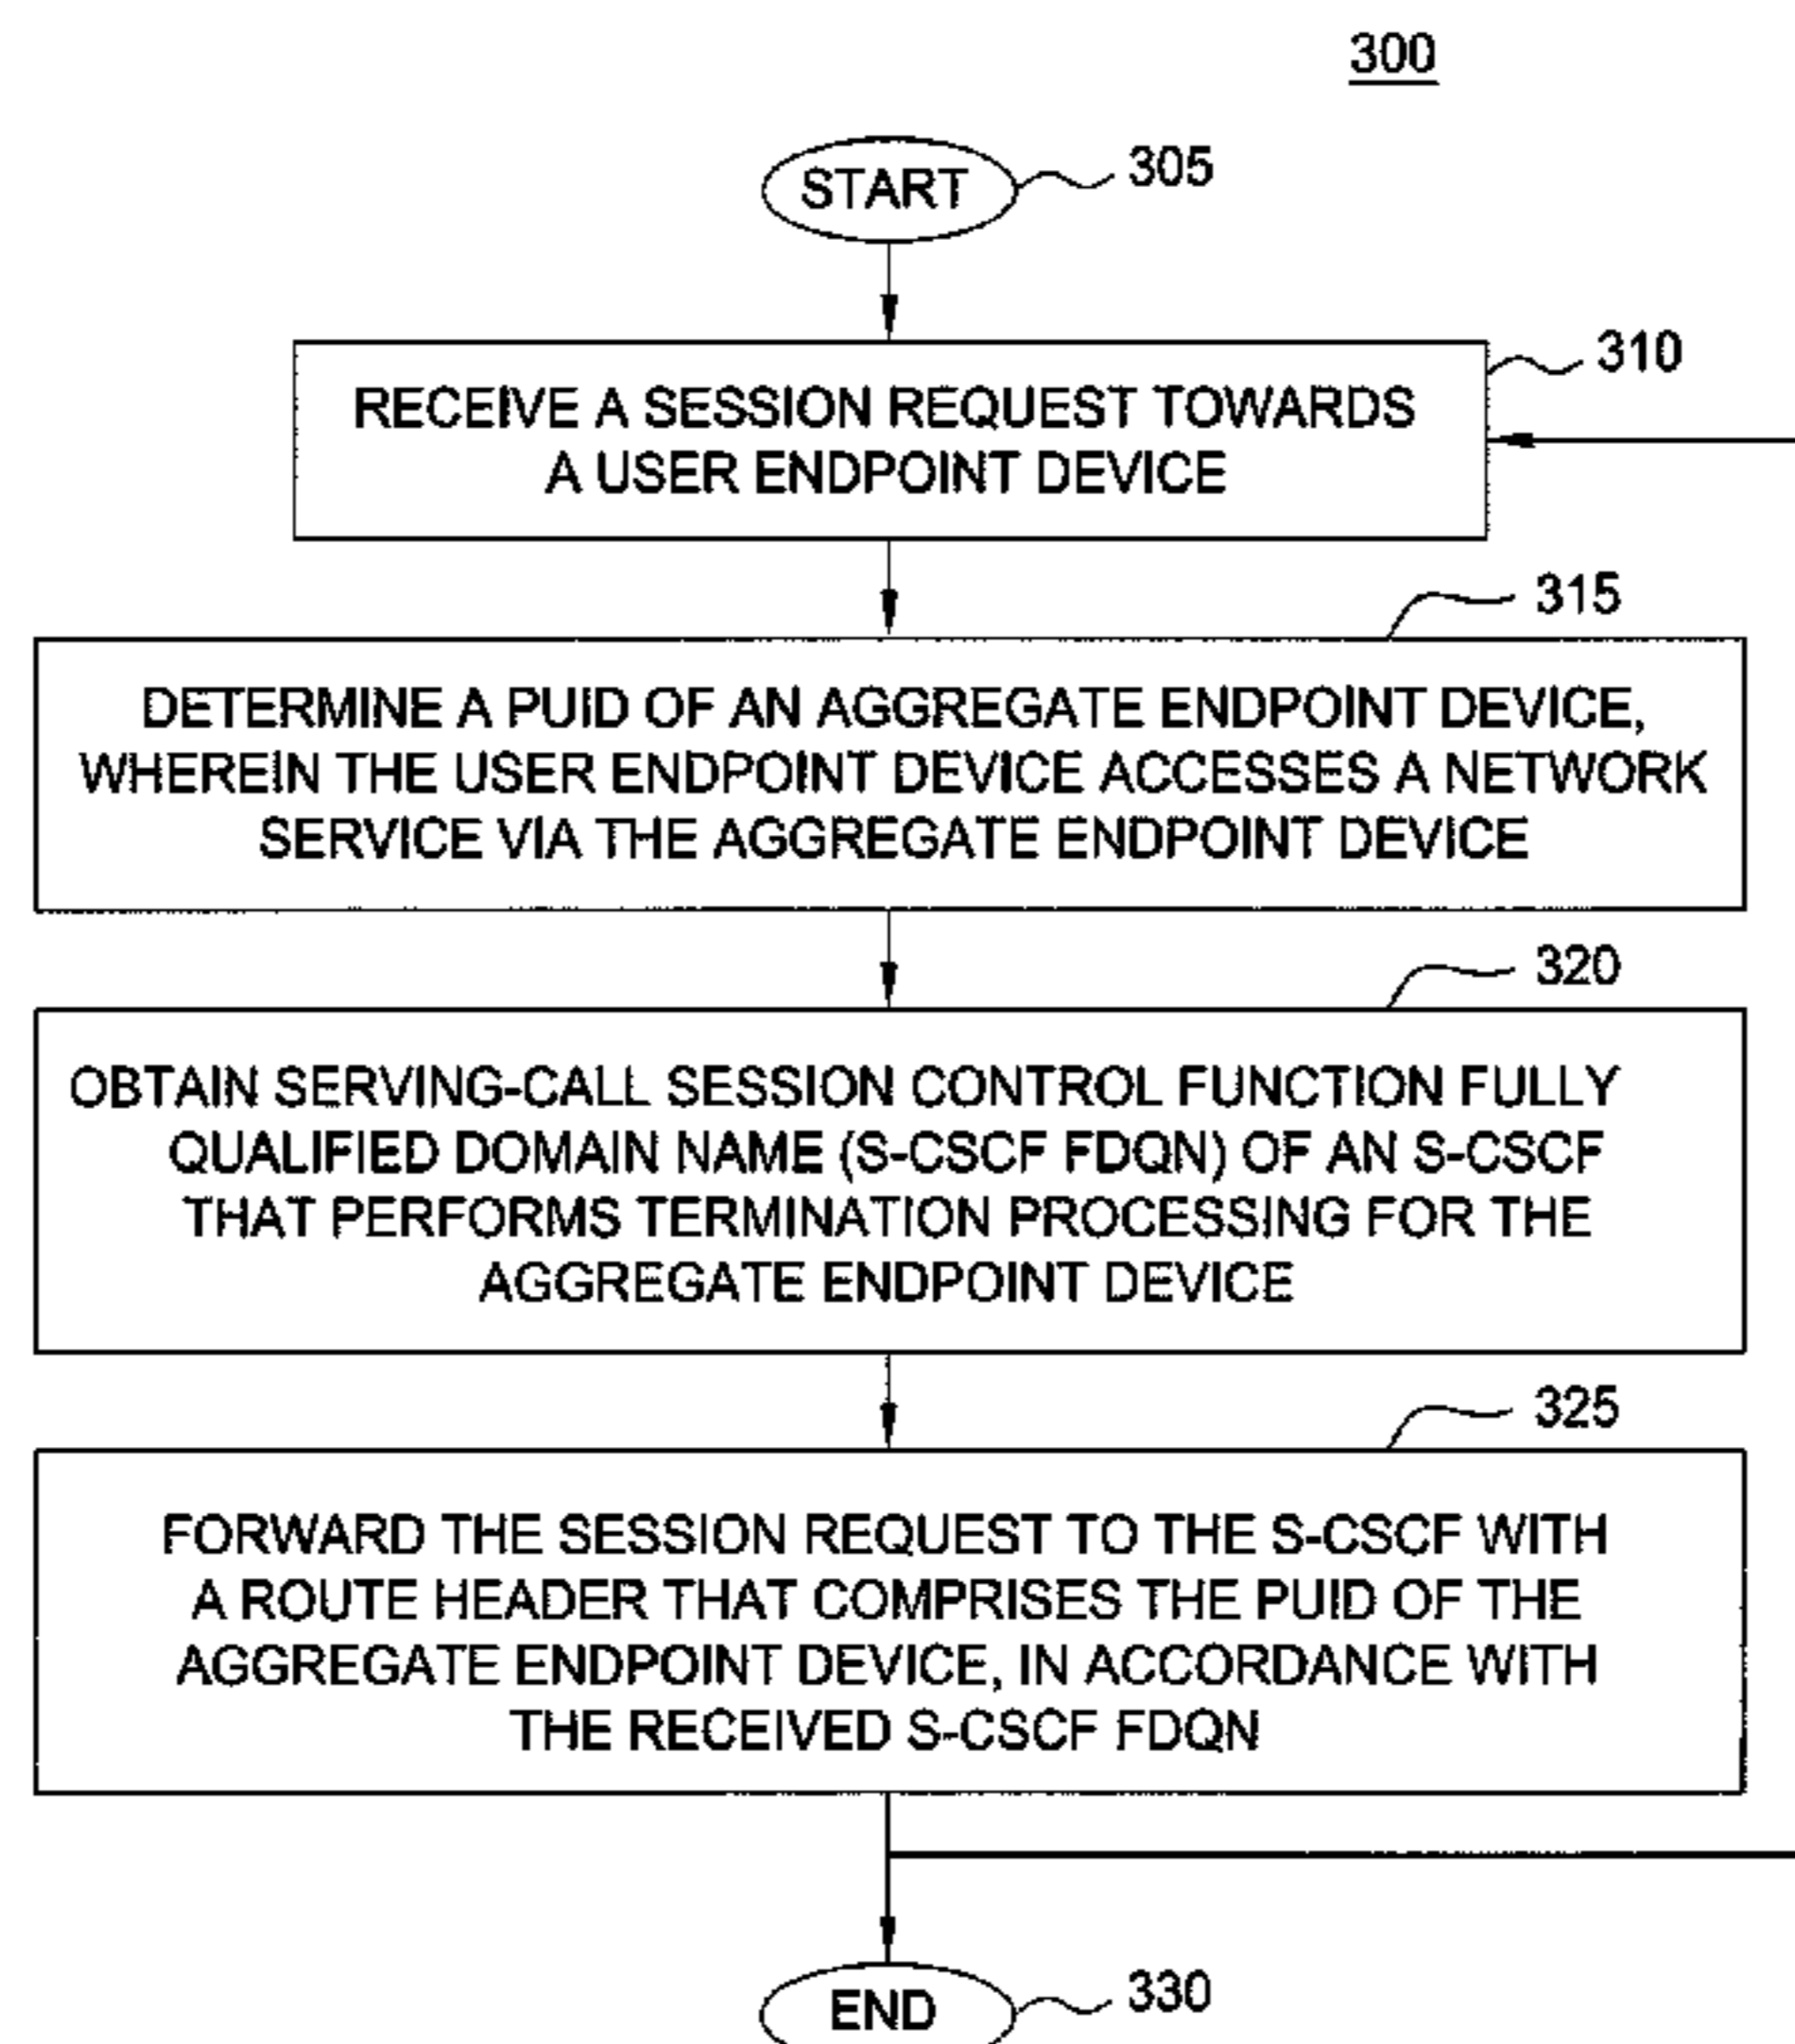 300
START
305
310
RECEIVE A SESSION REQUEST TOWARDS
A USER ENDPOINT DEVICE
315
DETERMINE A PUID OF AN AGGREGATE ENDPOINT DEVICE,
WHEREIN THE USER ENDPOINT DEVICE ACCESSES A NETWORK
SERVICE VIA THE AGGREGATE ENDPOINT DEVICE
320
OBTAIN SERVING-CALL SESSION CONTROL FUNCTION FULLY
QUALIFIED DOMAIN NAME (S-CSCF FDQN) OF AN S-CSCF
THAT PERFORMS TERMINATION PROCESSING FOR THE
AGGREGATE ENDPOINT DEVICE
325
FORWARD THE SESSION REQUEST TO THE S-CSCF WITH
A ROUTE HEADER THAT COMPRISES THE PUID OF THE
AGGREGATE ENDPOINT DEVICE, IN ACCORDANCE WITH
THE RECEIVED S-CSCF FDQN
END
330